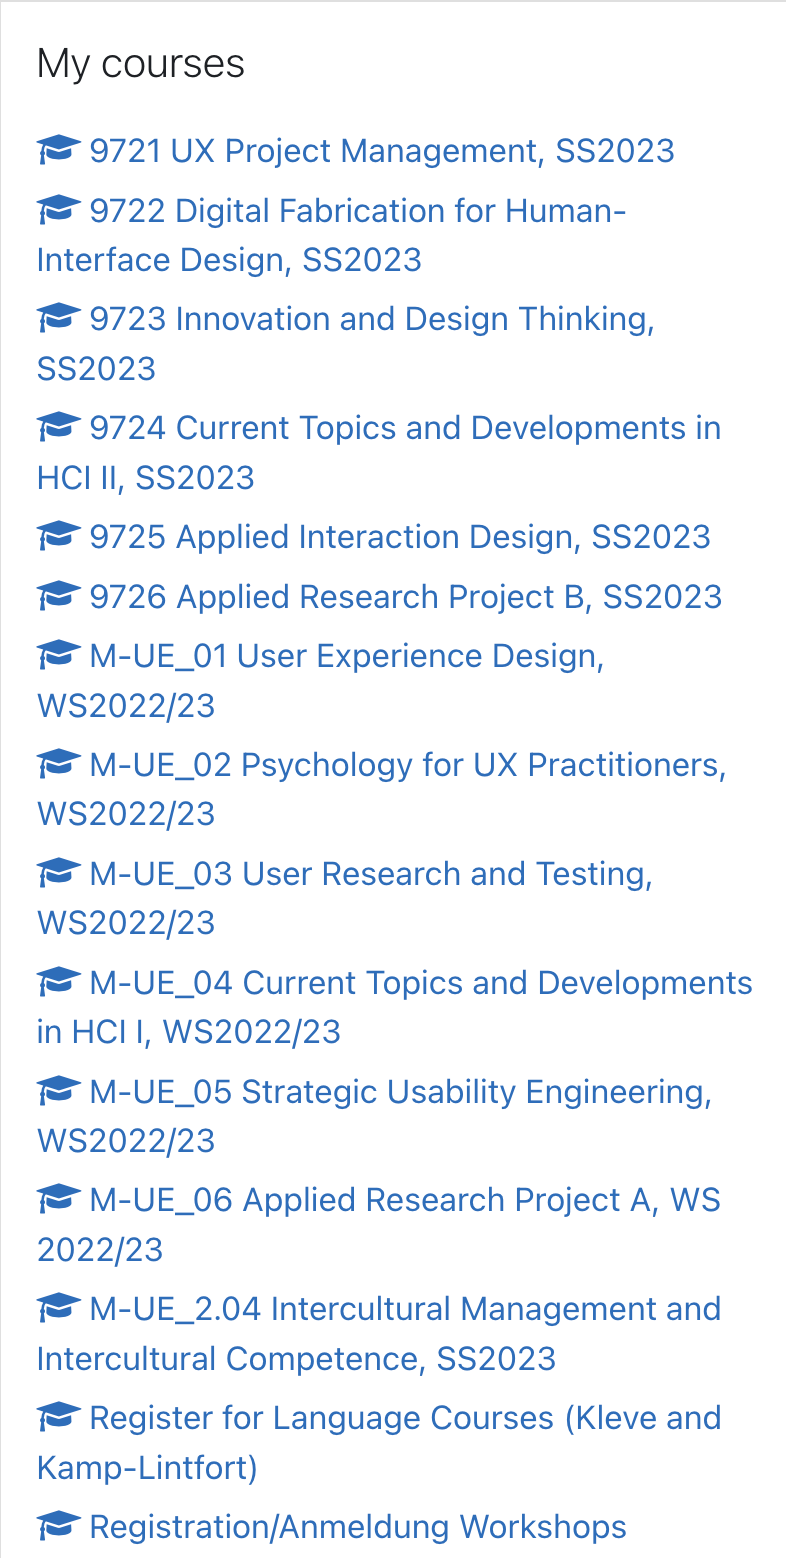 My courses
9721 UX Project Management, SS2023
9722 Digital Fabrication for Human-
Interface Design, SS2023
9723 Innovation and Design Thinking,
SS2023
9724 Current Topics and Developments in
HCI II, SS2023
9725 Applied Interaction Design, SS2023
9726 Applied Research Project B, SS2023
M-UE_01 User Experience Design,
WS2022/23
M-UE_02 Psychology for UX Practitioners,
WS2022/23
M-UE_03 User Research and Testing,
WS2022/23
M-UE_04 Current Topics and Developments
in HCI I, WS2022/23
M-UE_05 Strategic Usability Engineering,
WS2022/23
M-UE_06 Applied Research Project A, WS
2022/23
M-UE_2.04 Intercultural Management and
Intercultural Competence, SS2023
Register for Language Courses (Kleve and
Kamp-Lintfort)
Registration/Anmeldung Workshops